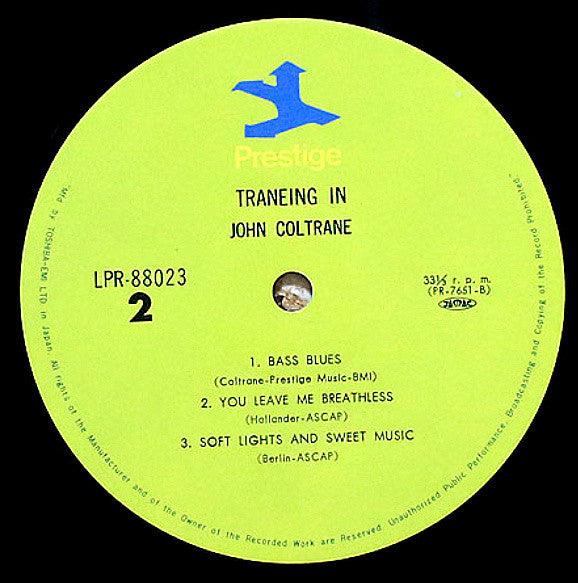 Prestige
TRANEING IN
JOHN COLTRANE
LPR-88023
2
33⅓ r. p. m.
(PR-7651-B)
JASRAC
1. BASS BLUES
(Coltrane-Prestige Music-BMI)
2. YOU LEAVE ME BREATHLESS
(Hollander-ASCAP)
3. SOFT LIGHTS AND SWEET MUSIC
(Berlin-ASCAP)
"Mfd by TOSHIBA-EMI LTD in Japan. All rights of the Manufacturer and of the Owner of the Recorded Work are Reserved. Unauthorized Public Performance, Broadcasting and Copying of the Record Prohibited"